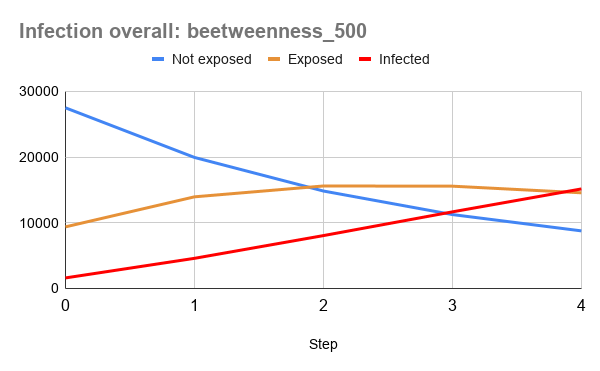 Infection overall: beetweenness_500
Not exposed Exposed Infected
30000
20000
10000
0
0 1 2 3 4
Step